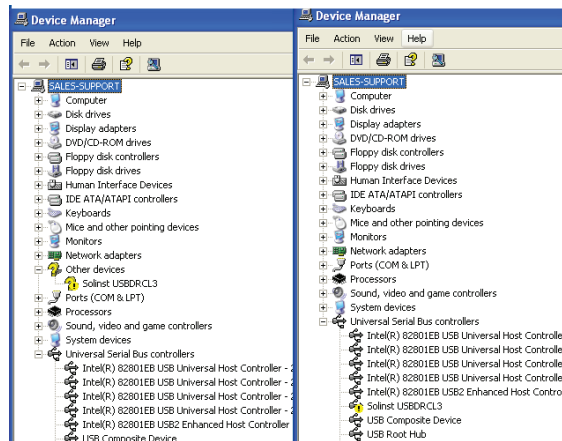 Device Manager
File Action View Help
SALES-SUPPORT
Computer
Disk drives
Display adapters
DVD/CD-ROM drives
Floppy disk controllers
Floppy disk drives
Human Interface Devices
IDE ATA/ATAPI controllers
Keyboards
Mice and other pointing devices
Monitors
Network adapters
Other devices
Solinst USBDRCL3
Ports (COM & LPT)
Processors
Sound, video and game controllers
System devices
Universal Serial Bus controllers
Intel(R) 82801EB USB Universal Host Controller - 2
Intel(R) 82801EB USB Universal Host Controller -
Intel(R) 82801EB USB Universal Host Controller - 2
Intel(R) 82801EB USB Universal Host Controller - 2
Intel(R) 82801EB USB2 Enhanced Host Controller
USB Composite Device
Device Manager
File Action View Help
SALES-SUPPORT
Computer
Disk drives
Display adapters
DVD/CD-ROM drives
Floppy disk controllers
Floppy disk drives
Human Interface Devices
IDE ATA/ATAPI controllers
Keyboards
Mice and other pointing devices
Monitors
Network adapters
Ports (COM & LPT)
Processors
Sound, video and game controllers
System devices
Universal Serial Bus controllers
Intel(R) 82801EB USB Universal Host Controlle
Intel(R) 82801EB USB Universal Host Controlle
Intel(R) 82801EB USB Universal Host Controlle
Intel(R) 82801EB USB Universal Host Controlle
Intel(R) 82801EB USB2 Enhanced Host Contro
Solinst USBDRCL3
USB Composite Device
USB Root Hub